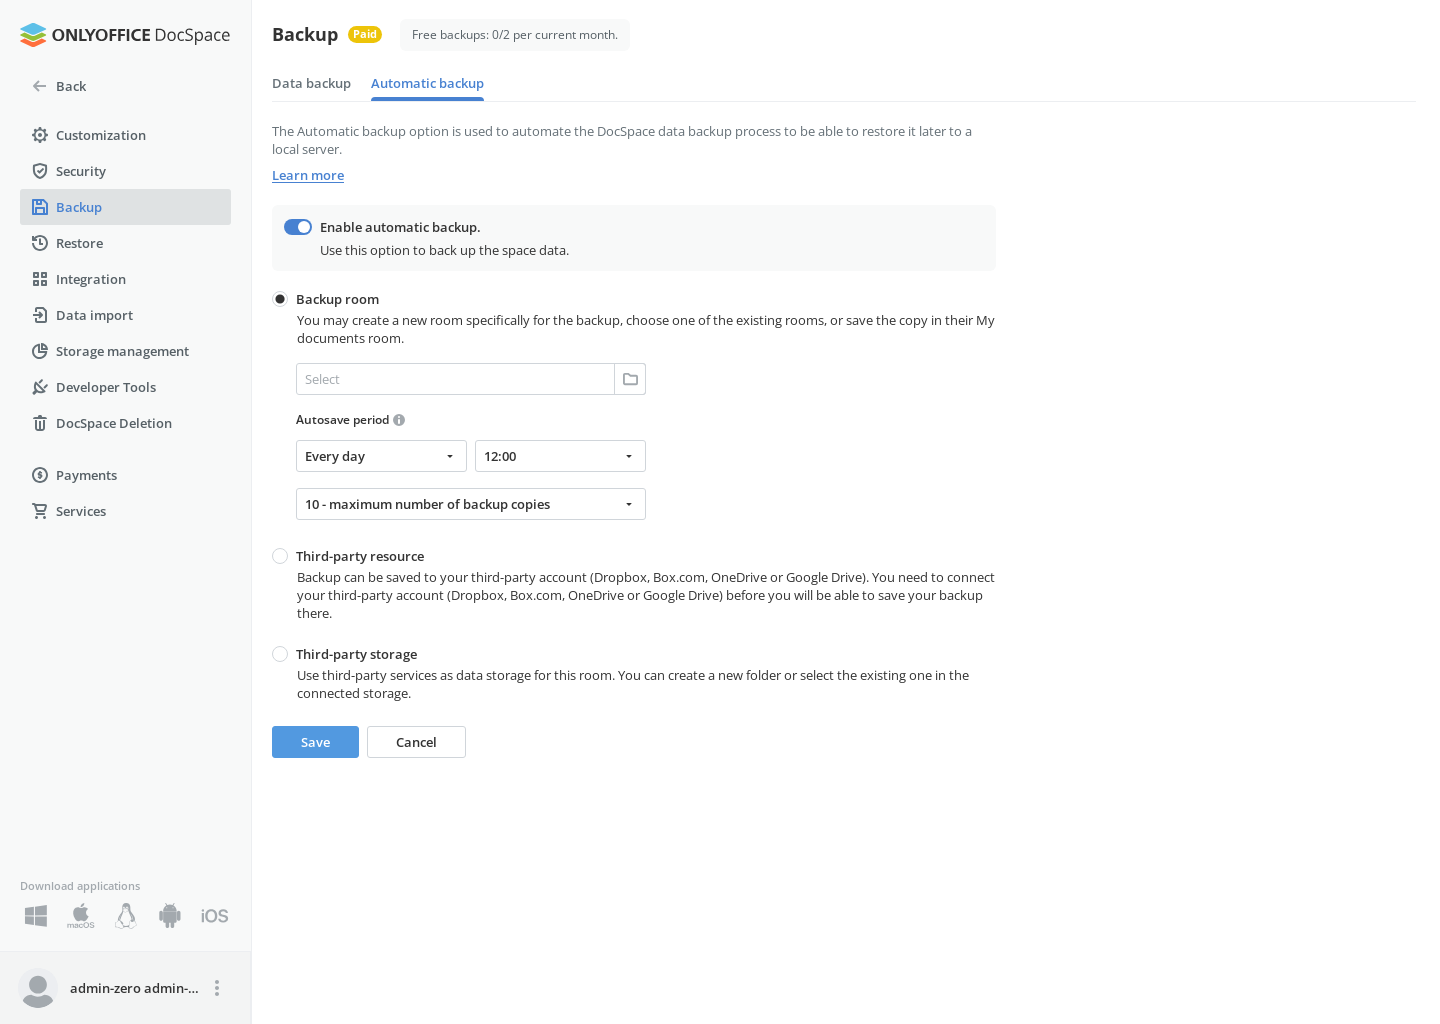 ONLYOFFICE DocSpace
Back
Customization
Security
Backup
Restore
Integration
Data import
Storage management
Developer Tools
DocSpace Deletion
Payments
Services
Download applications
macOS
iOS
admin-zero admin-...
Backup
Paid
Free backups: 0/2 per current month.
Data backup
Automatic backup
The Automatic backup option is used to automate the DocSpace data backup process to be able to restore it later to a
local server.
Learn more
Enable automatic backup.
Use this option to back up the space data.
Backup room
You may create a new room specifically for the backup, choose one of the existing rooms, or save the copy in their My
documents room.
Select
Autosave period
Every day
12:00
10 - maximum number of backup copies
Third-party resource
Backup can be saved to your third-party account (Dropbox, Box.com, OneDrive or Google Drive). You need to connect
your third-party account (Dropbox, Box.com, OneDrive or Google Drive) before you will be able to save your backup
there.
Third-party storage
Use third-party services as data storage for this room. You can create a new folder or select the existing one in the
connected storage.
Save
Cancel